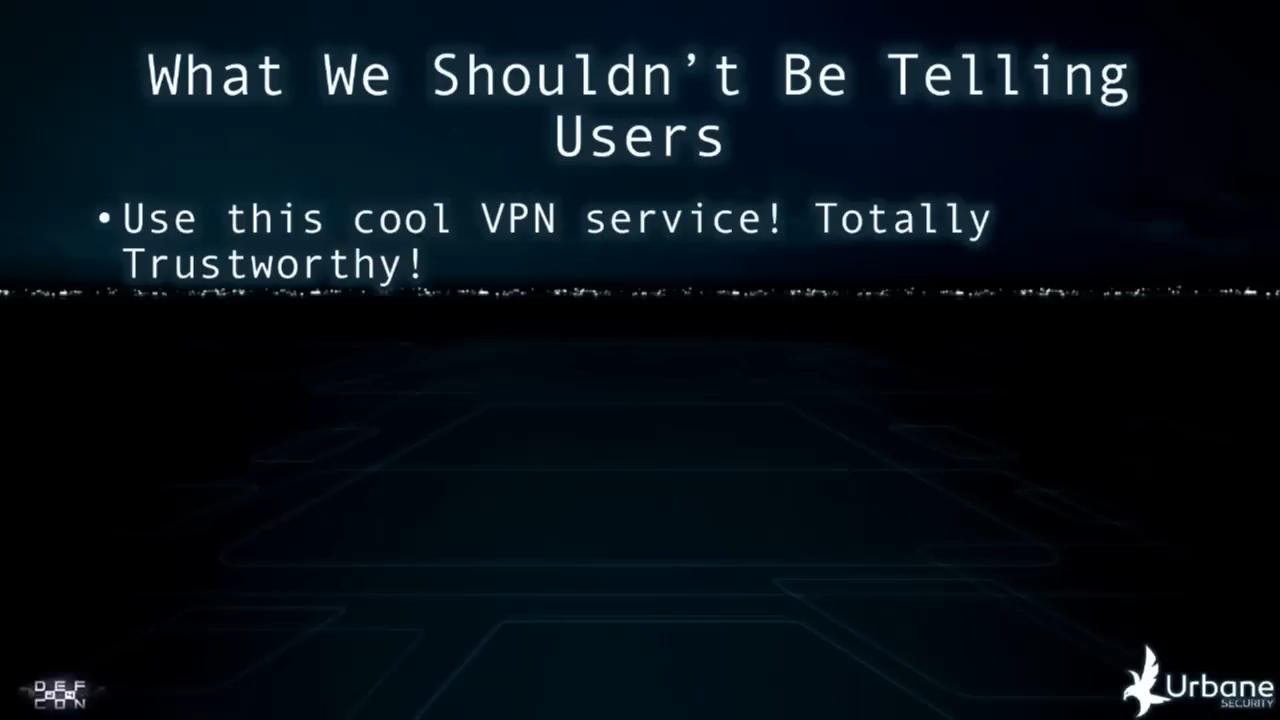 What We Shouldn’t Be Telling
Users
•Use this cool VPN service! Totally
Trustworthy!
DEF
CON
Urbane
SECURITY